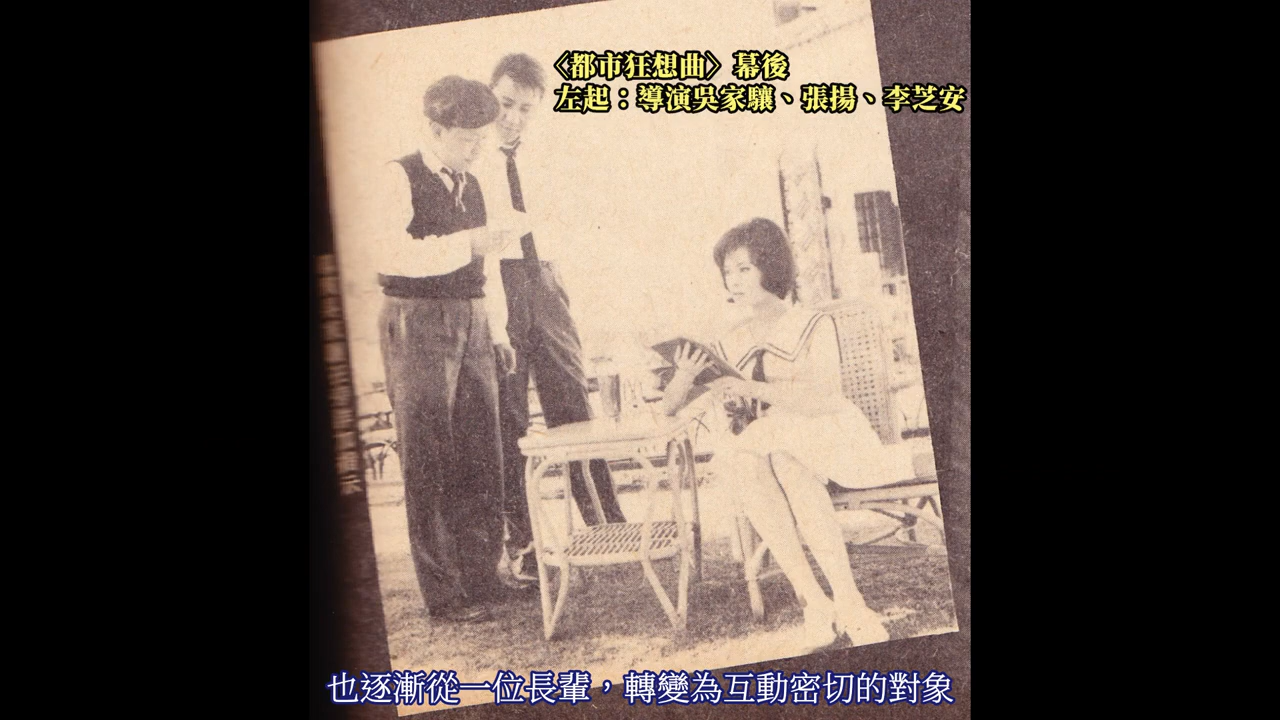 〈都市狂想曲〉幕後
左起：導演吳家驤、張揚、李芝安
也逐漸從一位長輩，轉變為互動密切的對象